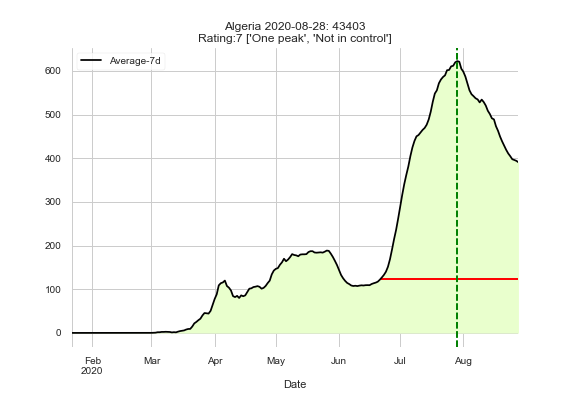 Algeria 2020-08-28: 43403
Rating:7 ['One peak', 'Not in control']
Average-7d
600
500
400
300
200
100
0
Feb
2020
Mar
Apr
May
Jun
Jul
Aug
Date